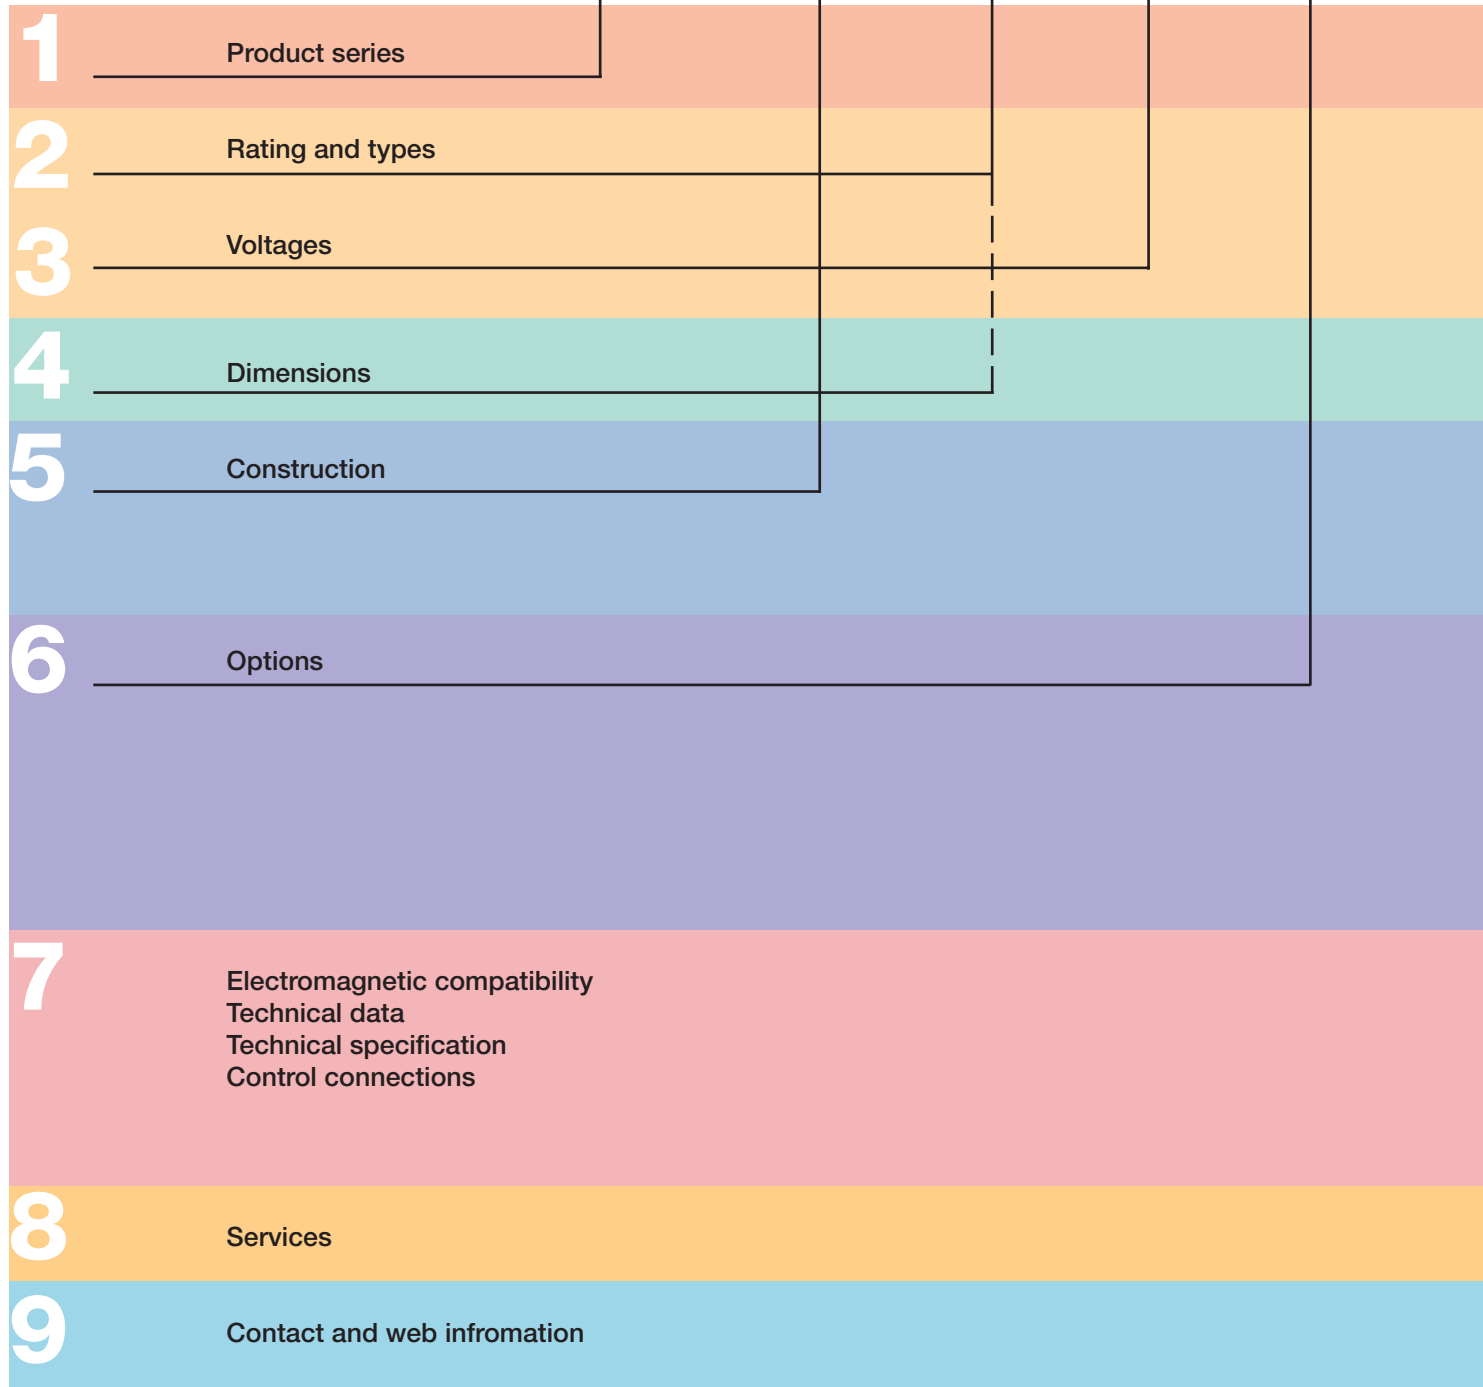 1
Product series
2
Rating and types
3
Voltages
4
Dimensions
5
Construction
6
Options
7
Electromagnetic compatibility
Technical data
Technical specification
Control connections
8
Services
9
Contact and web infromation